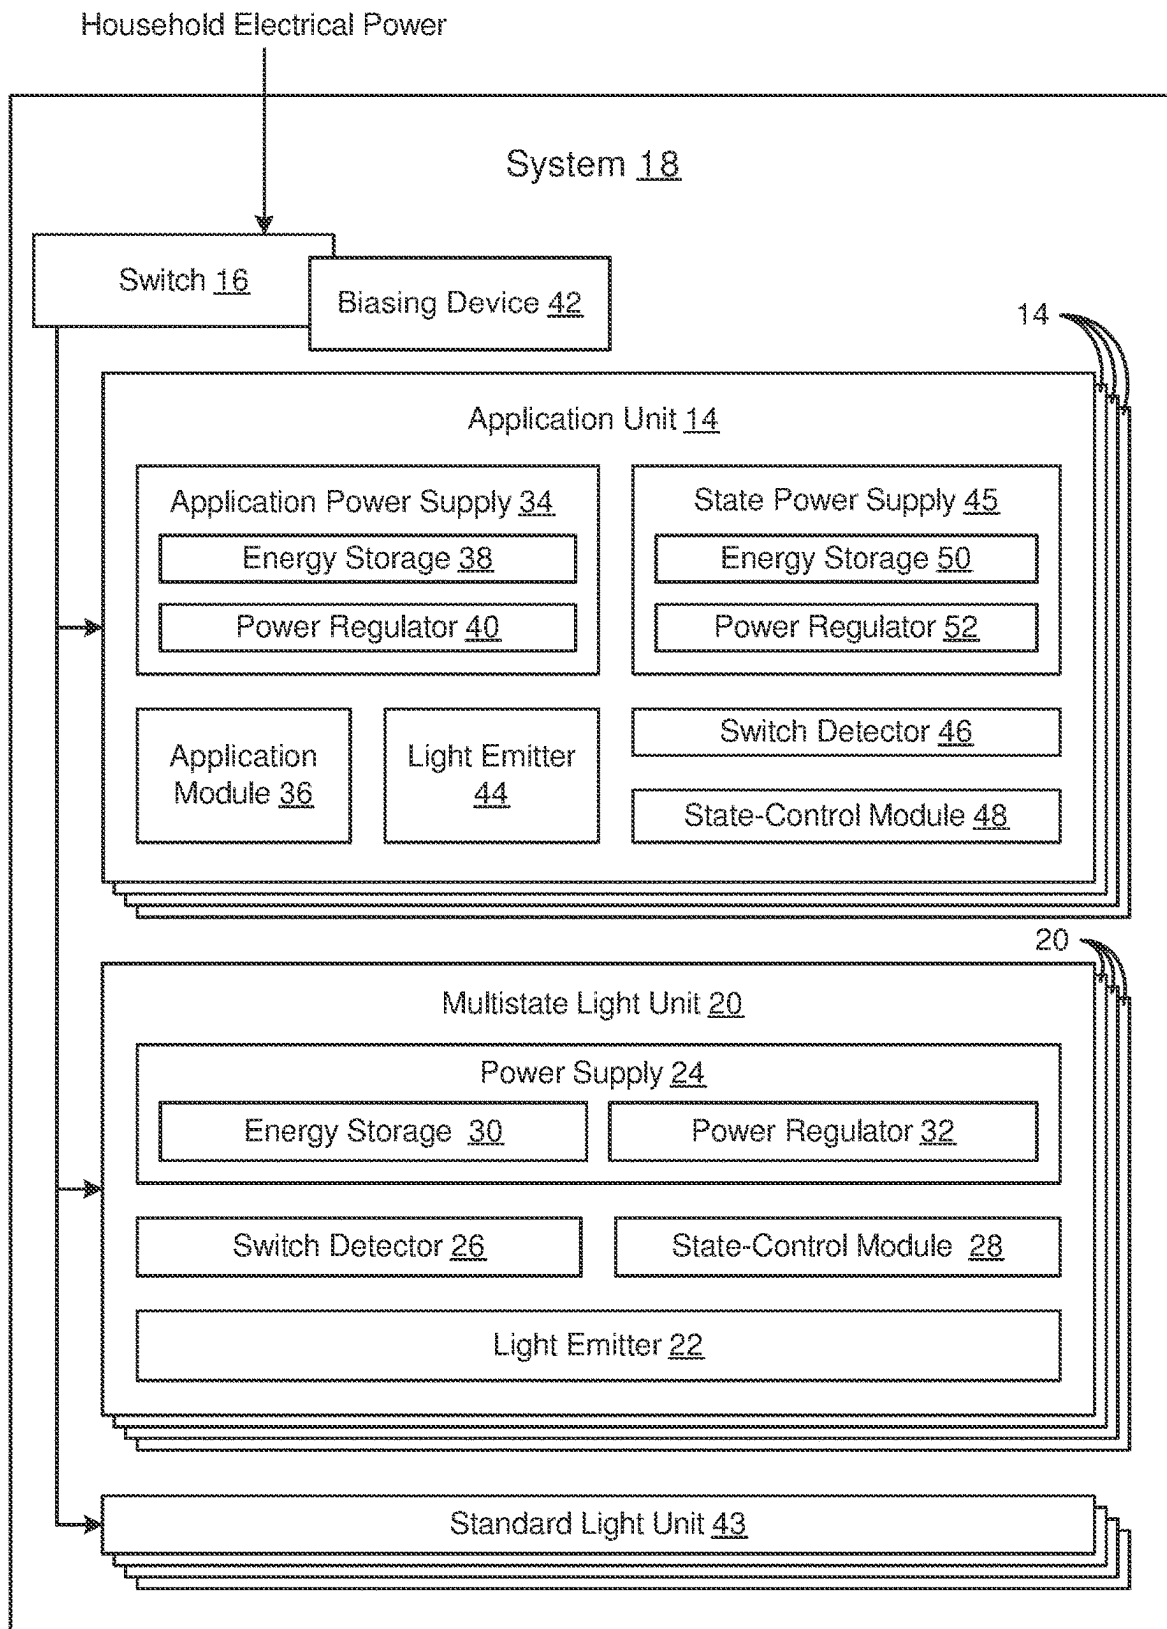 Household Electrical Power
System 18
Switch 16
Biasing Device 42
14
Application Unit 14
Application Power Supply 34
Energy Storage 38
Power Regulator 40
State Power Supply 45
Energy Storage 50
Power Regulator 52
Application
Module 36
Light Emitter
44
Switch Detector 46
State-Control Module 48
20
Multistate Light Unit 20
Power Supply 24
Energy Storage 30
Power Regulator 32
Switch Detector 26
State-Control Module 28
Light Emitter 22
Standard Light Unit 43